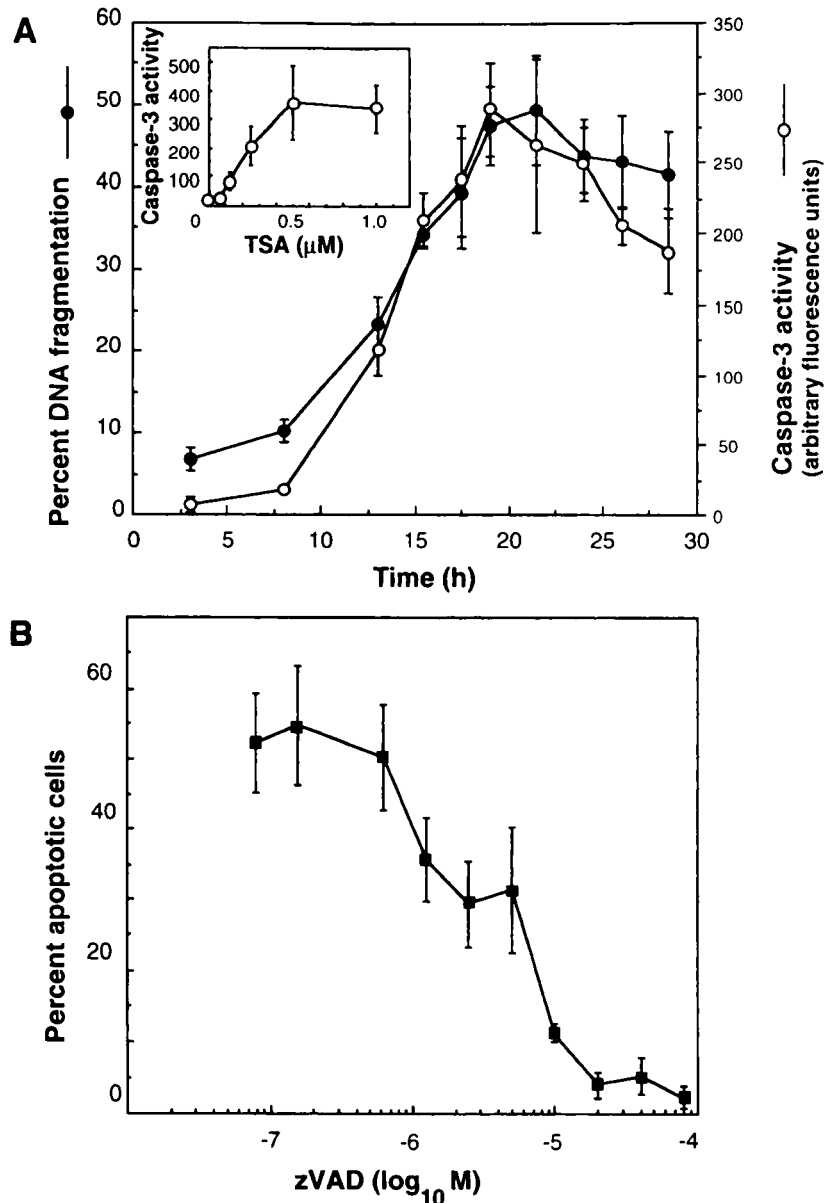 A
Percent DNA fragmentation
60
50
40
30
20
10
0
Caspase-3 activity
500
400
300
200
100
0
0.5
1.0
TSA (μM)
350
300
250
200
150
100
50
0
Caspase-3 activity
(arbitrary fluorescence units)
0 5 10 15 20 25 30
Time (h)
B
Percent apoptotic cells
60
40
20
0
-7 -6 -5 -4
zVAD (log10 M)